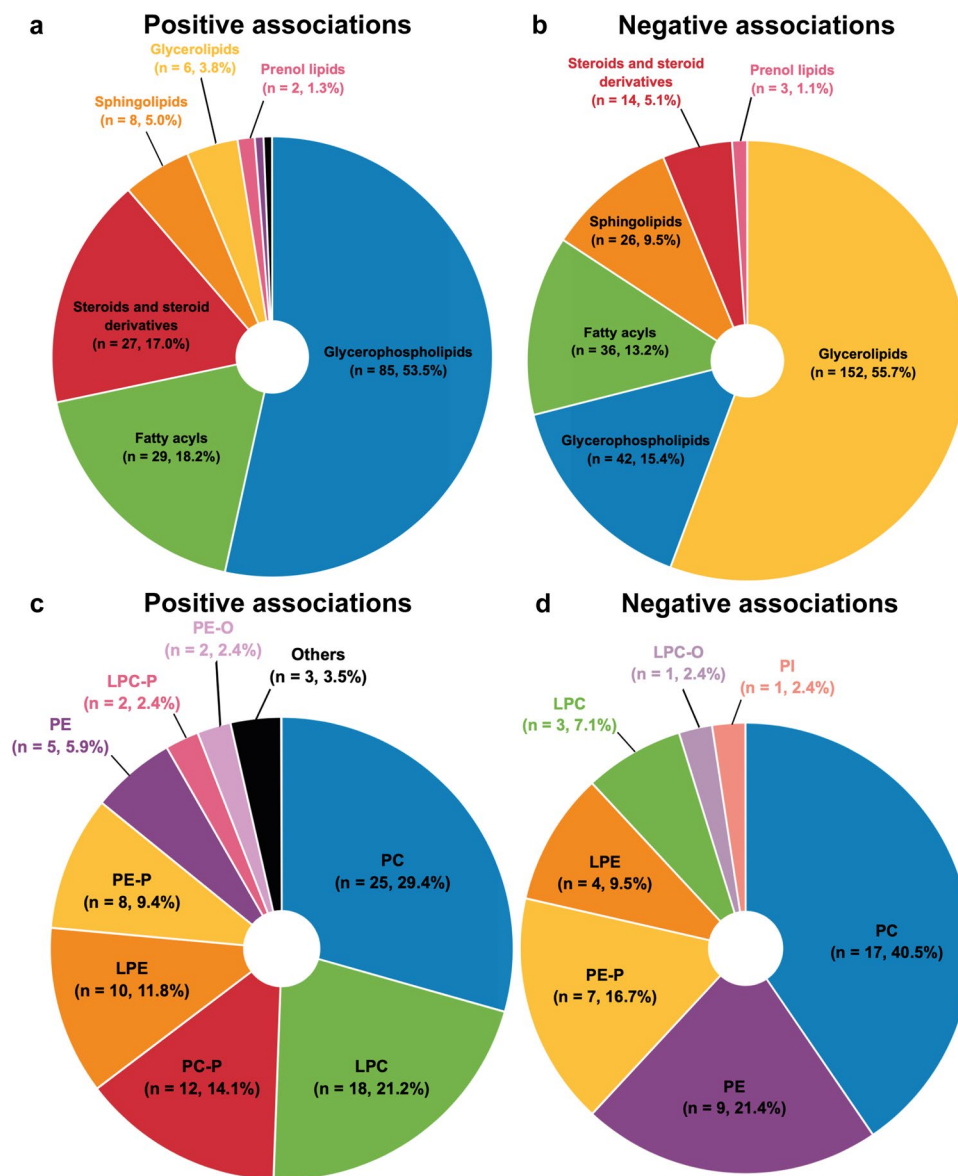 a
Positive associations
Glycerolipids
(n = 6, 3.8%)
Prenol lipids
(n = 2, 1.3%)
Sphingolipids
(n = 8, 5.0%)
Steroids and steroid
derivatives
(n = 27, 17.0%)
Glycerophospholipids
(n = 85, 53.5%)
Fatty acyls
(n = 29, 18.2%)
b
Negative associations
Steroids and steroid
derivatives
(n = 14, 5.1%)
Prenol lipids
(n = 3, 1.1%)
Sphingolipids
(n = 26, 9.5%)
Fatty acyls
(n = 36, 13.2%)
Glycerolipids
(n = 152, 55.7%)
Glycerophospholipids
(n = 42, 15.4%)
c
Positive associations
PE-O
(n = 2, 2.4%)
Others
(n = 3, 3.5%)
LPC-P
(n = 2, 2.4%)
PE
(n = 5, 5.9%)
PC
(n = 25, 29.4%)
PE-P
(n = 8, 9.4%)
LPE
(n = 10, 11.8%)
PC-P
(n = 12, 14.1%)
LPC
(n = 18, 21.2%)
d
Negative associations
LPC-O
(n = 1, 2.4%)
PI
(n = 1, 2.4%)
LPC
(n = 3, 7.1%)
LPE
(n = 4, 9.5%)
PC
(n = 17, 40.5%)
PE-P
(n = 7, 16.7%)
PE
(n = 9, 21.4%)